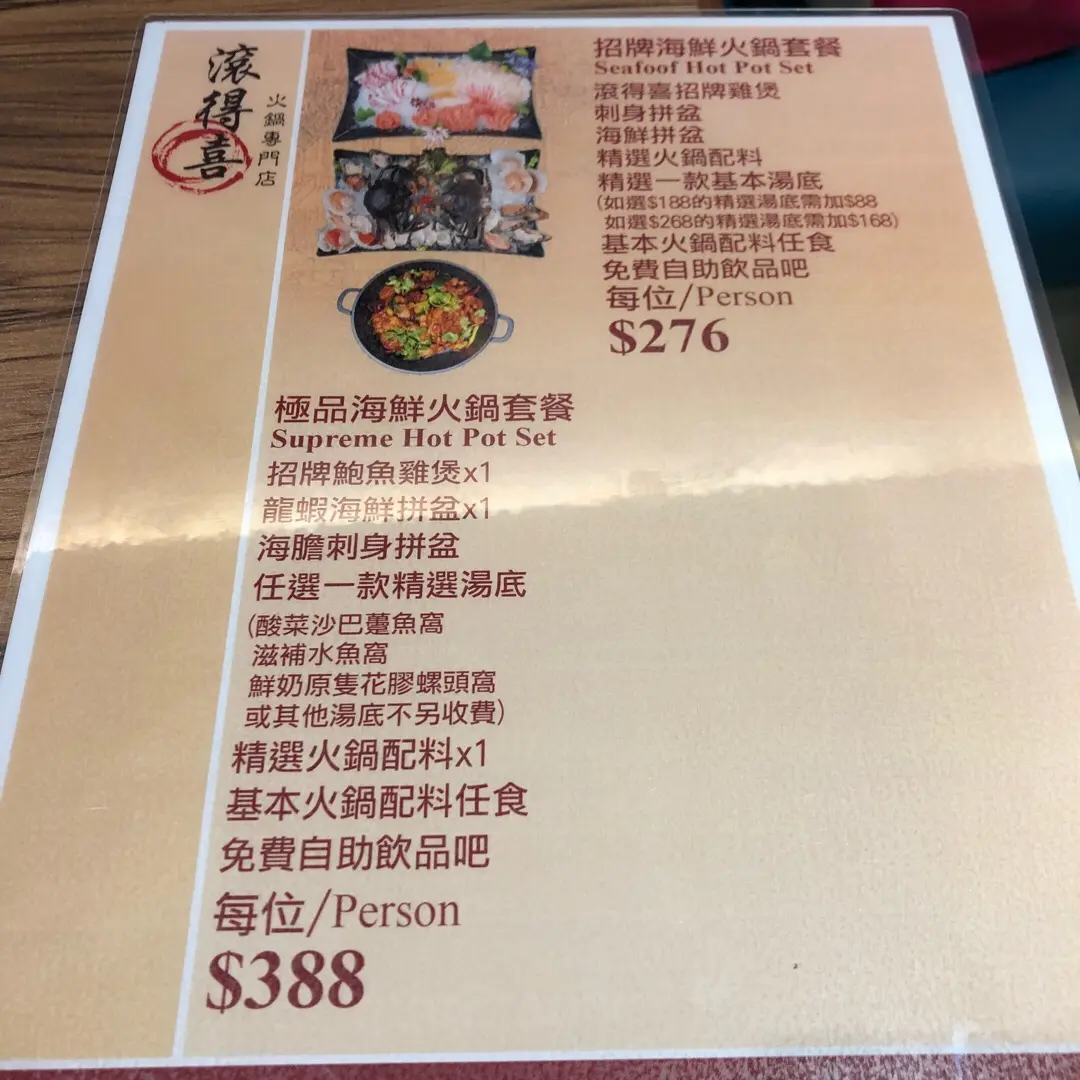 滾得喜
火鍋專門店
招牌海鮮火鍋套餐
Seafoof Hot Pot Set
滾得喜招牌雞煲
刺身拼盆
海鮮拼盆
精選火鍋配料
精選一款基本湯底
(如選$188的精選湯底需加$88
如選$268的精選湯底需加$168)
基本火鍋配料任食
免費自助飲品吧
每位/Person
$276
極品海鮮火鍋套餐
Supreme Hot Pot Set
招牌鮑魚雞煲x1
龍蝦海鮮拼盆x1
海膽刺身拼盆
任選一款精選湯底
(酸菜沙巴躉魚窩
滋補水魚窩
鮮奶原隻花膠螺頭窩
或其他湯底不另收費)
精選火鍋配料x1
基本火鍋配料任食
免費自助飲品吧
每位/Person
$388